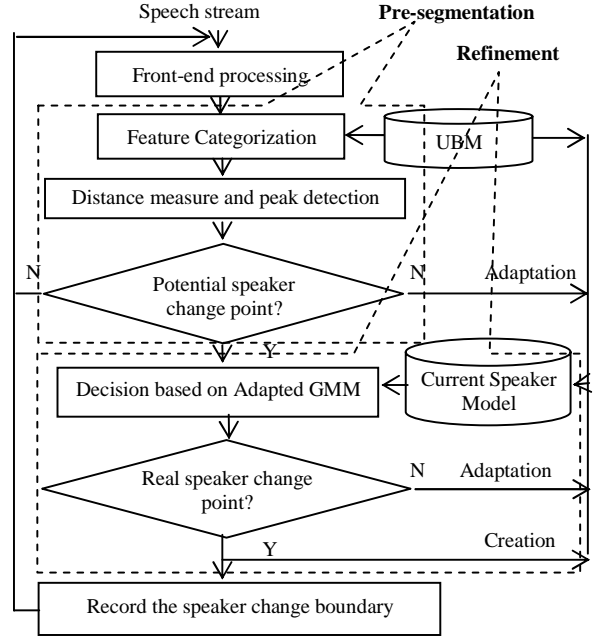 Speech stream
Pre-segmentation
Refinement
Front-end processing
Feature Categorization
UBM
Distance measure and peak detection
N
Potential speaker
change point?
N
Adaptation
Y
Decision based on Adapted GMM
Current Speaker
Model
Real speaker change
point?
N
Adaptation
Y
Creation
Record the speaker change boundary